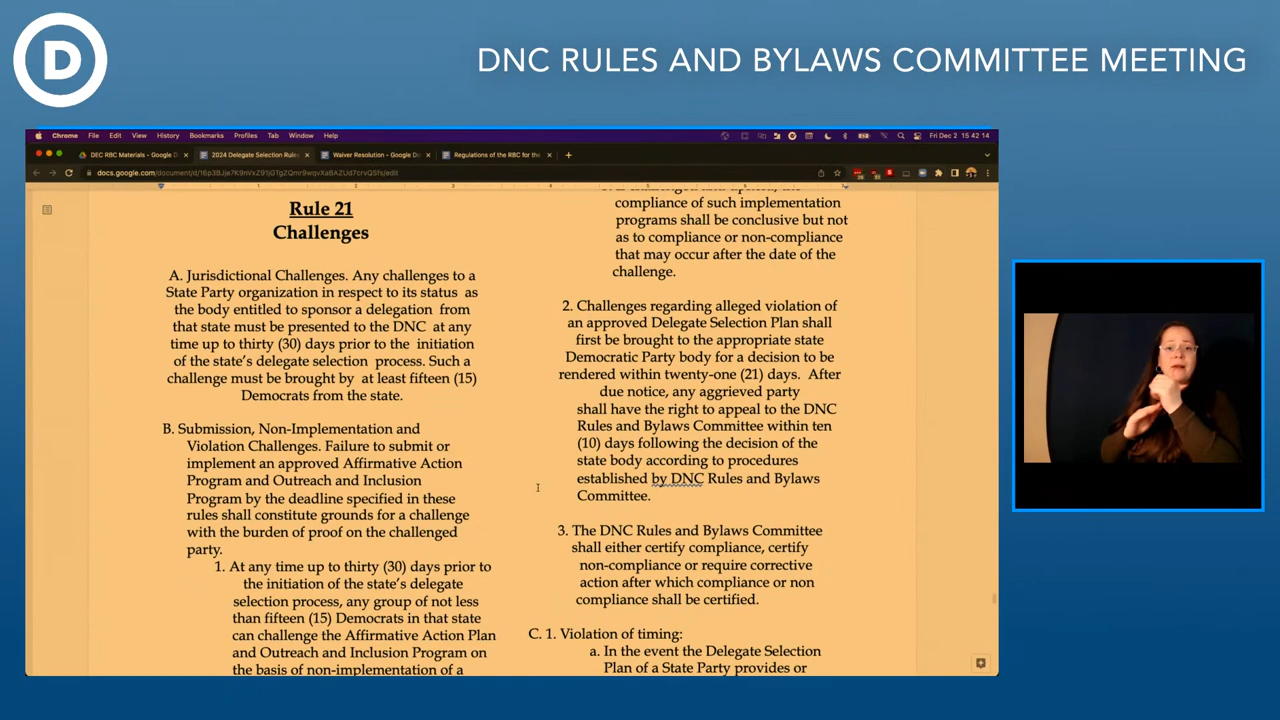 D
DNC RULES AND BYLAWS COMMITTEE MEETING
Chrome File Edit View History Bookmarks Profiles Tab Window Help
Fri Dec 2 15 42 14
DEC RBC Materials - Google D
2024 Delegate Selection Rules
Waiver Resolution - Google Do
Regulations of the RBC for the
Rule 21
Challenges
A. Jurisdictional Challenges. Any challenges to a
State Party organization in respect to its status as
the body entitled to sponsor a delegation from
that state must be presented to the DNC at any
time up to thirty (30) days prior to the initiation
of the state's delegate selection process. Such a
challenge must be brought by at least fifteen (15)
Democrats from the state.
B. Submission, Non-Implementation and
Violation Challenges. Failure to submit or
implement an approved Affirmative Action
Program and Outreach and Inclusion
Program by the deadline specified in these
rules shall constitute grounds for a challenge
with the burden of proof on the challenged
party.
1. At any time up to thirty (30) days prior to
the initiation of the state's delegate
selection process, any group of not less
than fifteen (15) Democrats in that state
can challenge the Affirmative Action Plan
and Outreach and Inclusion Program on
the basis of non-implementation of a
compliance of such implementation
programs shall be conclusive but not
as to compliance or non-compliance
that may occur after the date of the
challenge.
2. Challenges regarding alleged violation of
an approved Delegate Selection Plan shall
first be brought to the appropriate state
Democratic Party body for a decision to be
rendered within twenty-one (21) days. After
due notice, any aggrieved party
shall have the right to appeal to the DNC
Rules and Bylaws Committee within ten
(10) days following the decision of the
state body according to procedures
established by DNC Rules and Bylaws
Committee.
3. The DNC Rules and Bylaws Committee
shall either certify compliance, certify
non-compliance or require corrective
action after which compliance or non
compliance shall be certified.
C. 1. Violation of timing:
a. In the event the Delegate Selection
Plan of a State Party provides or